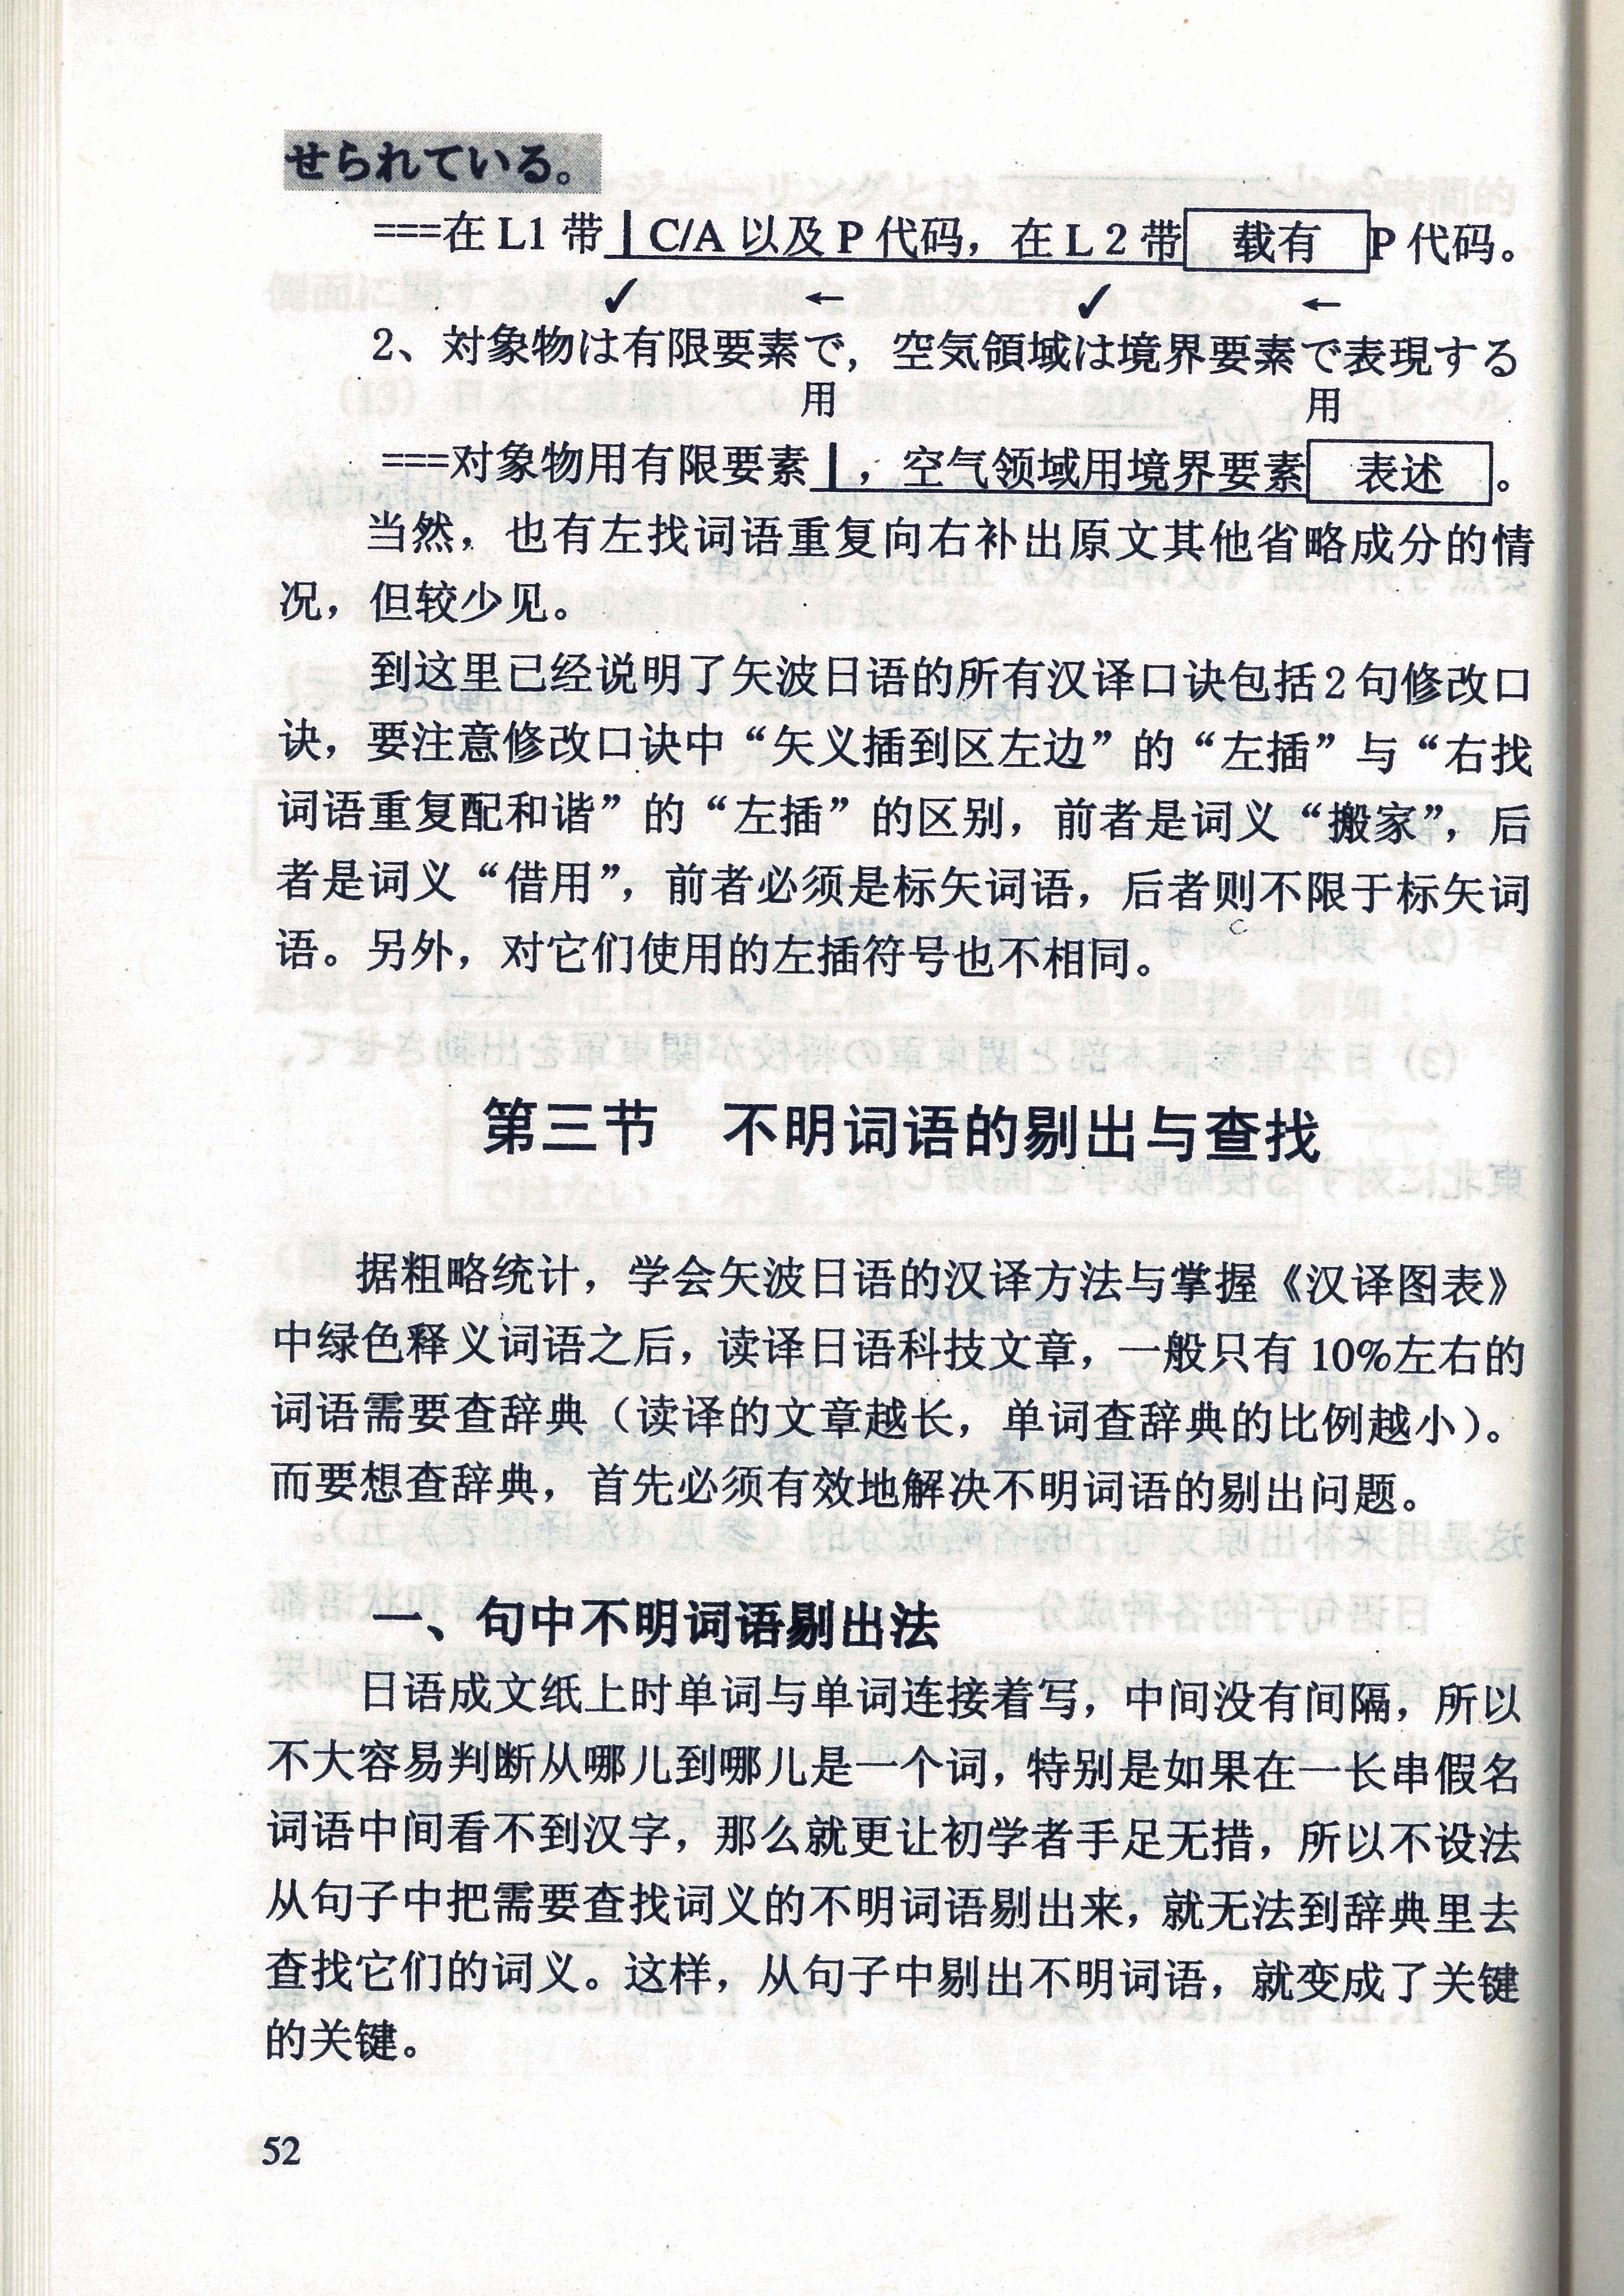 せられている。
===在 L1 带 C/A 以及 P 代码，在 L 2 带 载有 P 代码。
✓ ← ✓ ←
2、対象物は有限要素で，空気領域は境界要素で表現する
用 用
===对象物用有限要素 ，空气领域用境界要素 表述 。
当然，也有左找词语重复向右补出原文其他省略成分的情
况，但较少见。
到这里已经说明了矢波日语的所有汉译口诀包括2句修改口
诀，要注意修改口诀中“矢义插到区左边”的“左插”与“右找
词语重复配和谐”的“左插”的区别，前者是词义“搬家”，后
者是词义“借用”，前者必须是标矢词语，后者则不限于标矢词
语。另外，对它们使用的左插符号也不相同。
第三节 不明词语的剔出与查找
据粗略统计，学会矢波日语的汉译方法与掌握《汉译图表》
中绿色释义词语之后，读译日语科技文章，一般只有 10%左右的
词语需要查辞典（读译的文章越长，单词查辞典的比例越小）。
而要想查辞典，首先必须有效地解决不明词语的剔出问题。
一、句中不明词语剔出法
日语成文纸上时单词与单词连接着写，中间没有间隔，所以
不大容易判断从哪儿到哪儿是一个词，特别是如果在一长串假名
词语中间看不到汉字，那么就更让初学者手足无措，所以不设法
从句子中把需要查找词义的不明词语剔出来，就无法到辞典里去
查找它们的词义。这样，从句子中剔出不明词语，就变成了关键
的关键。
52